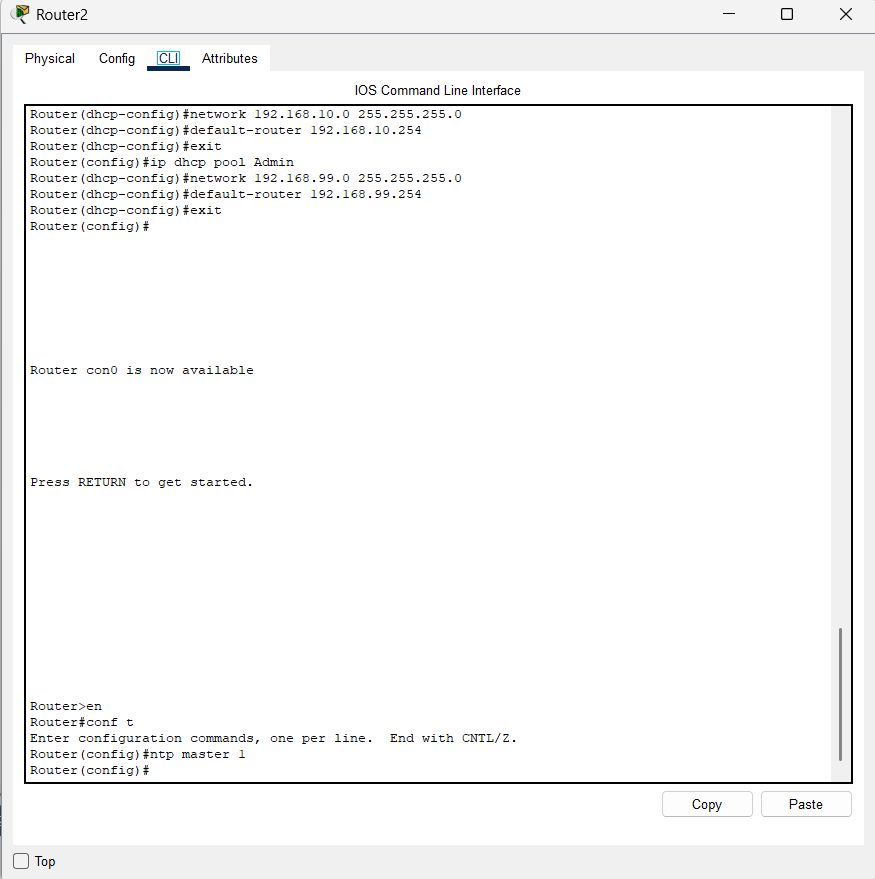 Router2
Physical Config CLI Attributes
IOS Command Line Interface
Router(dhcp-config)#network 192.168.10.0 255.255.255.0
Router(dhcp-config)#default-router 192.168.10.254
Router(dhcp-config)#exit
Router(config)#ip dhcp pool Admin
Router(dhcp-config)#network 192.168.99.0 255.255.255.0
Router(dhcp-config)#default-router 192.168.99.254
Router(dhcp-config)#exit
Router(config)#
Router con0 is now available
Press RETURN to get started.
Router>en
Router#conf t
Enter configuration commands, one per line.  End with CNTL/Z.
Router(config)#ntp master 1
Router(config)#
Copy Paste
Top